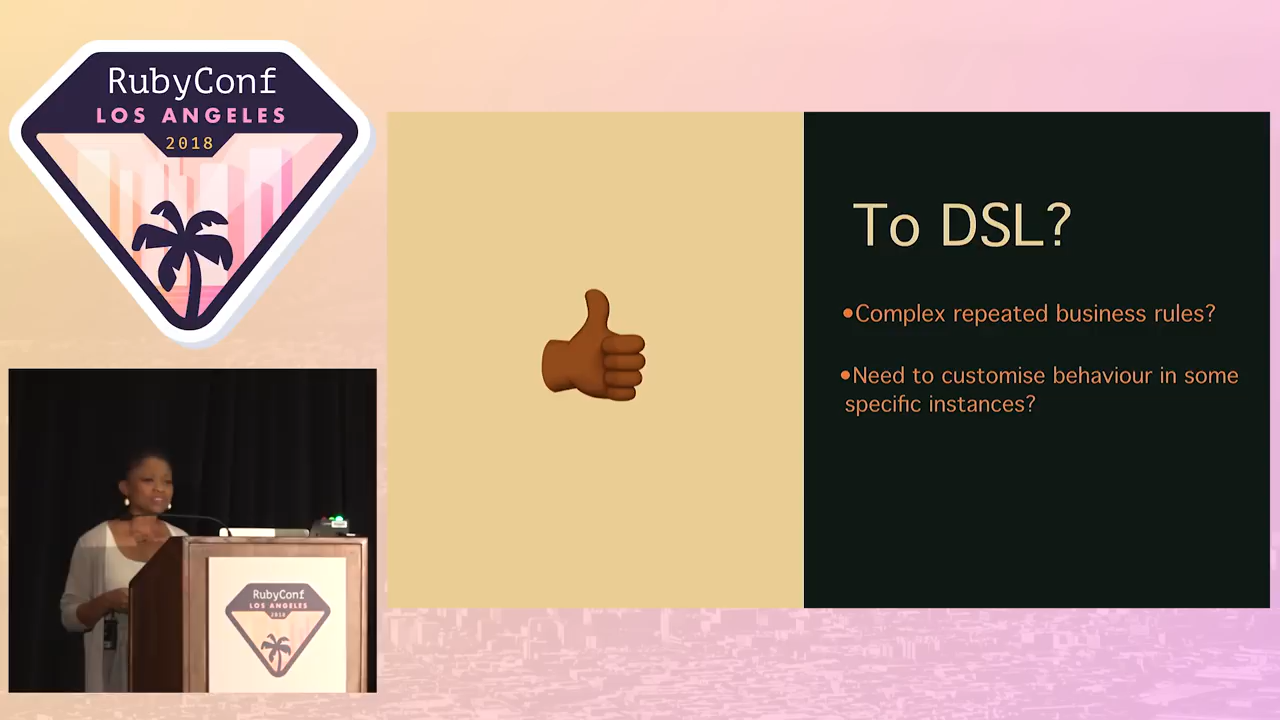 RubyConf
LOS ANGELES
2018
To DSL?
•Complex repeated business rules?
•Need to customise behaviour in some
specific instances?
RubyConf
LOS ANGELES
2018